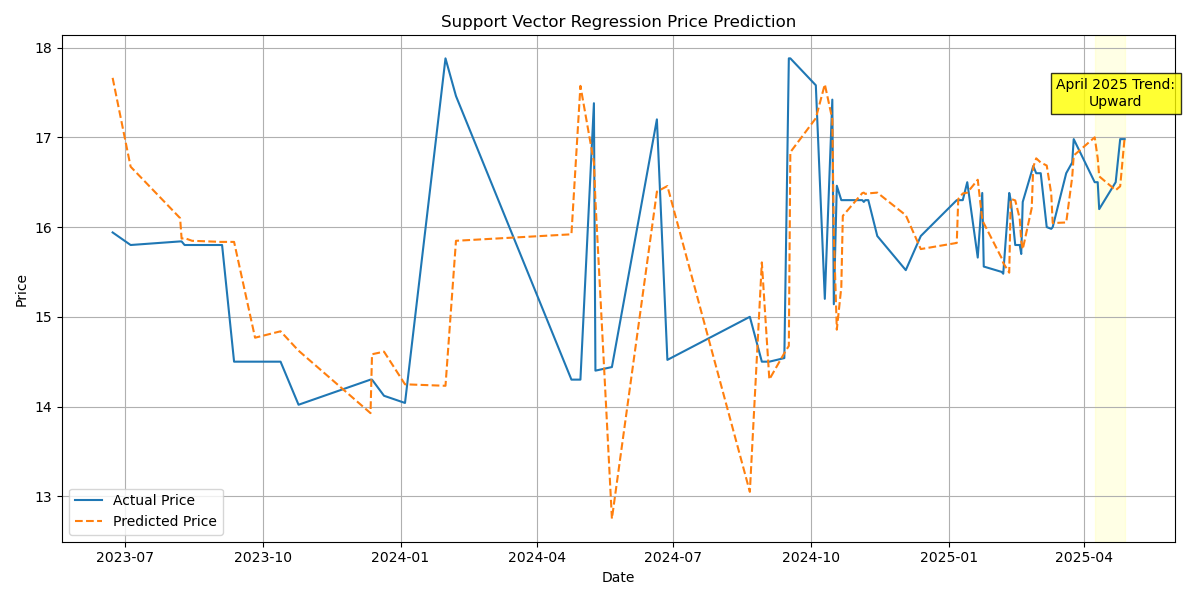 Support Vector Regression Price Prediction
April 2025 Trend:
Upward
Price
18
17
16
15
14
13
Actual Price
Predicted Price
2023-07 2023-10 2024-01 2024-04 2024-07 2024-10 2025-01 2025-04
Date